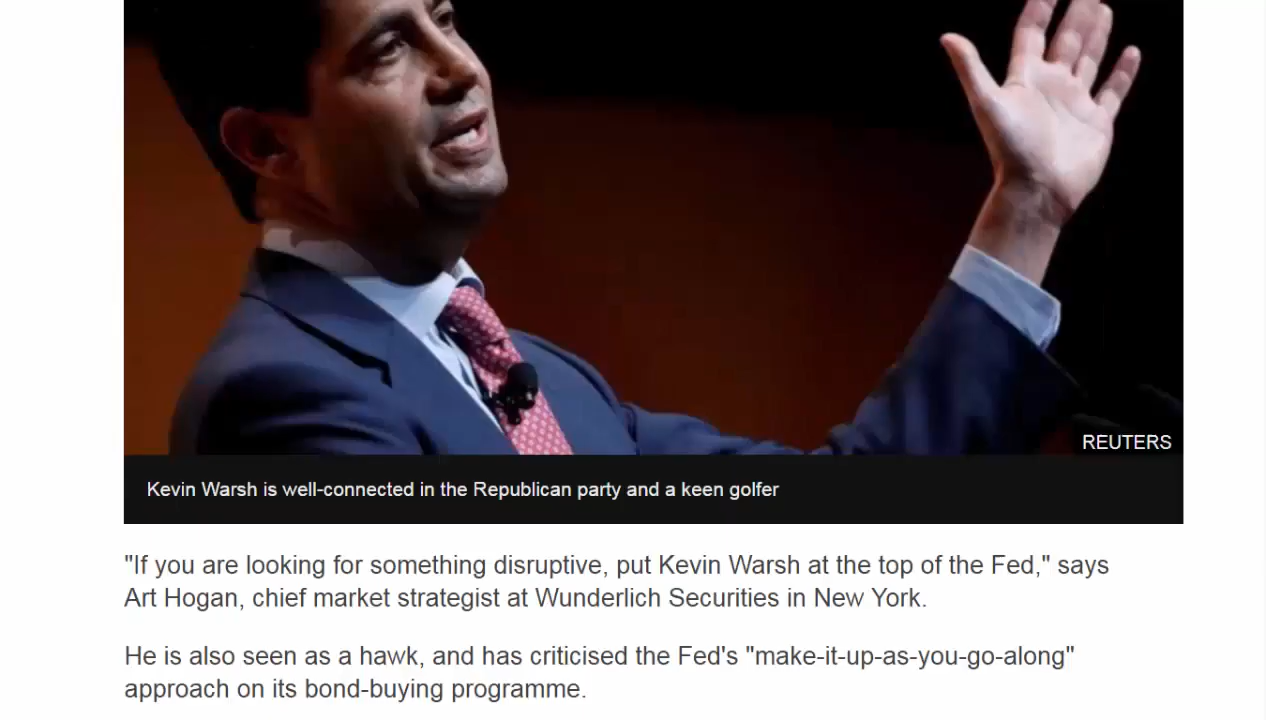 REUTERS
Kevin Warsh is well-connected in the Republican party and a keen golfer
"If you are looking for something disruptive, put Kevin Warsh at the top of the Fed," says
Art Hogan, chief market strategist at Wunderlich Securities in New York.
He is also seen as a hawk, and has criticised the Fed's "make-it-up-as-you-go-along"
approach on its bond-buying programme.